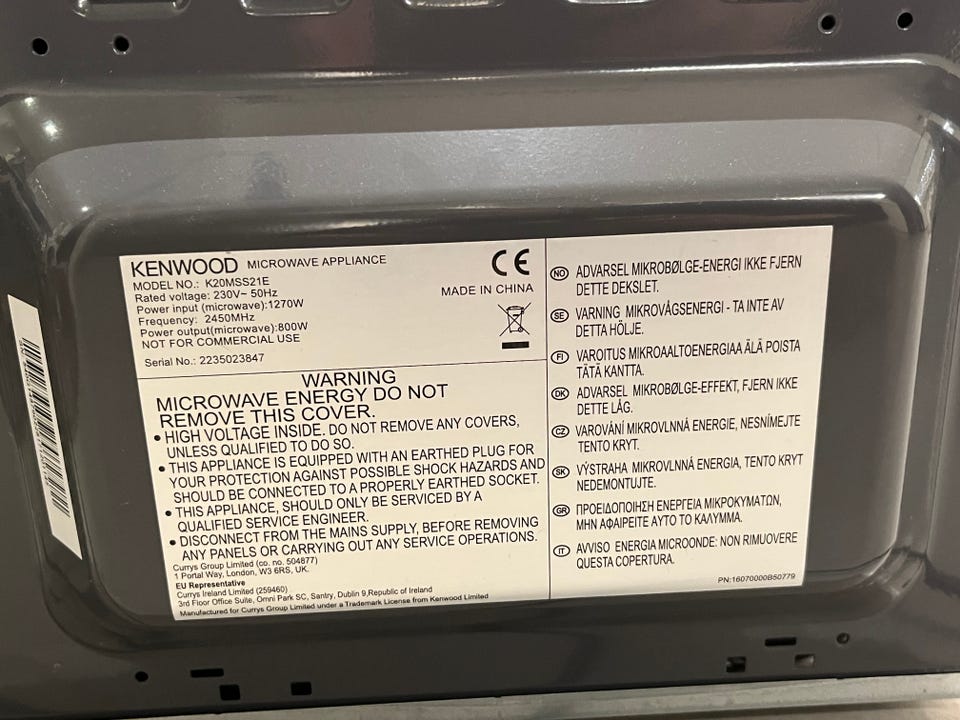 KENWOOD MICROWAVE APPLIANCE
MODEL NO.: K20MSS21E
Rated voltage: 230V~ 50Hz
Power input (microwave):1270W
Frequency: 2450MHz
Power output(microwave):800W
NOT FOR COMMERCIAL USE
Serial No.: 2235023847
CE
MADE IN CHINA
WARNING
MICROWAVE ENERGY DO NOT
REMOVE THIS COVER.
• HIGH VOLTAGE INSIDE. DO NOT REMOVE ANY COVERS,
UNLESS QUALIFIED TO DO SO.
• THIS APPLIANCE IS EQUIPPED WITH AN EARTHED PLUG FOR
YOUR PROTECTION AGAINST POSSIBLE SHOCK HAZARDS AND
SHOULD BE CONNECTED TO A PROPERLY EARTHED SOCKET.
• THIS APPLIANCE, SHOULD ONLY BE SERVICED BY A
QUALIFIED SERVICE ENGINEER.
• DISCONNECT FROM THE MAINS SUPPLY, BEFORE REMOVING
ANY PANELS OR CARRYING OUT ANY SERVICE OPERATIONS.
Currys Group Limited (co. no. 504877)
1 Portal Way, London, W3 6RS, UK.
EU Representative
Currys Ireland Limited (259460)
3rd Floor Office Suite, Omni Park SC, Santry, Dublin 9,Republic of Ireland
Manufactured for Currys Group Limited under a Trademark License from Kenwood Limited
NO ADVARSEL MIKROBØLGE-ENERGI IKKE FJERN
DETTE DEKSLET.
SE VARNING MIKROVÅGSENERGI - TA INTE AV
DETTA HÖLJE.
FI VAROITUS MIKROAALTOENERGIAA ÄLÄ POISTA
TÄTÄ KANTTA.
DK ADVARSEL MIKROBØLGE-EFFEKT, FJERN IKKE
DETTE LÅG.
CZ VAROVÁNÍ MIKROVLNNÁ ENERGIE, NESNÍMEJTE
TENTO KRYT.
SK VÝSTRAHA MIKROVLNNÁ ENERGIA, TENTO KRYT
NEDEMONTUJTE.
GR ΠΡΟΕΙΔΟΠΟΙΗΣΗ ΕΝΕΡΓΕΙΑ ΜΙΚΡΟΚΥΜΑΤΩΝ,
ΜΗΝ ΑΦΑΙΡΕΙΤΕ ΑΥΤΟ ΤΟ ΚΑΛΥΜΜΑ.
IT AVVISO ENERGIA MICROONDE: NON RIMUOVERE
QUESTA COPERTURA.
PN:16070000B50779